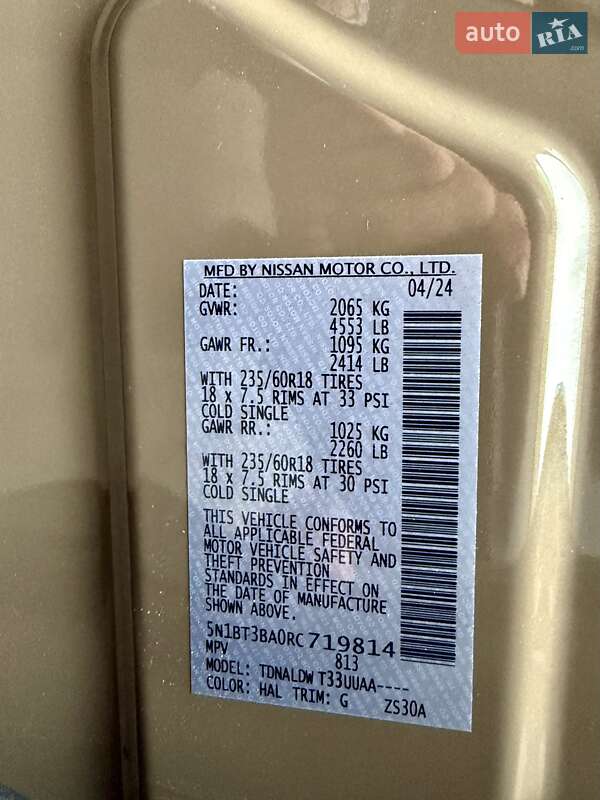 auto RIA.com
MFD BY NISSAN MOTOR CO., LTD.
DATE: 04/24
GVWR: 2065 KG
4553 LB
GAWR FR.: 1095 KG
2414 LB
WITH 235/60R18 TIRES
18 x 7.5 RIMS AT 33 PSI
COLD SINGLE
GAWR RR.: 1025 KG
2260 LB
WITH 235/60R18 TIRES
18 x 7.5 RIMS AT 30 PSI
COLD SINGLE
THIS VEHICLE CONFORMS TO
ALL APPLICABLE FEDERAL
MOTOR VEHICLE SAFETY AND
THEFT PREVENTION
STANDARDS IN EFFECT ON
THE DATE OF MANUFACTURE
SHOWN ABOVE.
5N1BT3BA0RC719814
MPV 813
MODEL: TDNALDW T33UUAA----
COLOR: HAL TRIM: G ZS30A